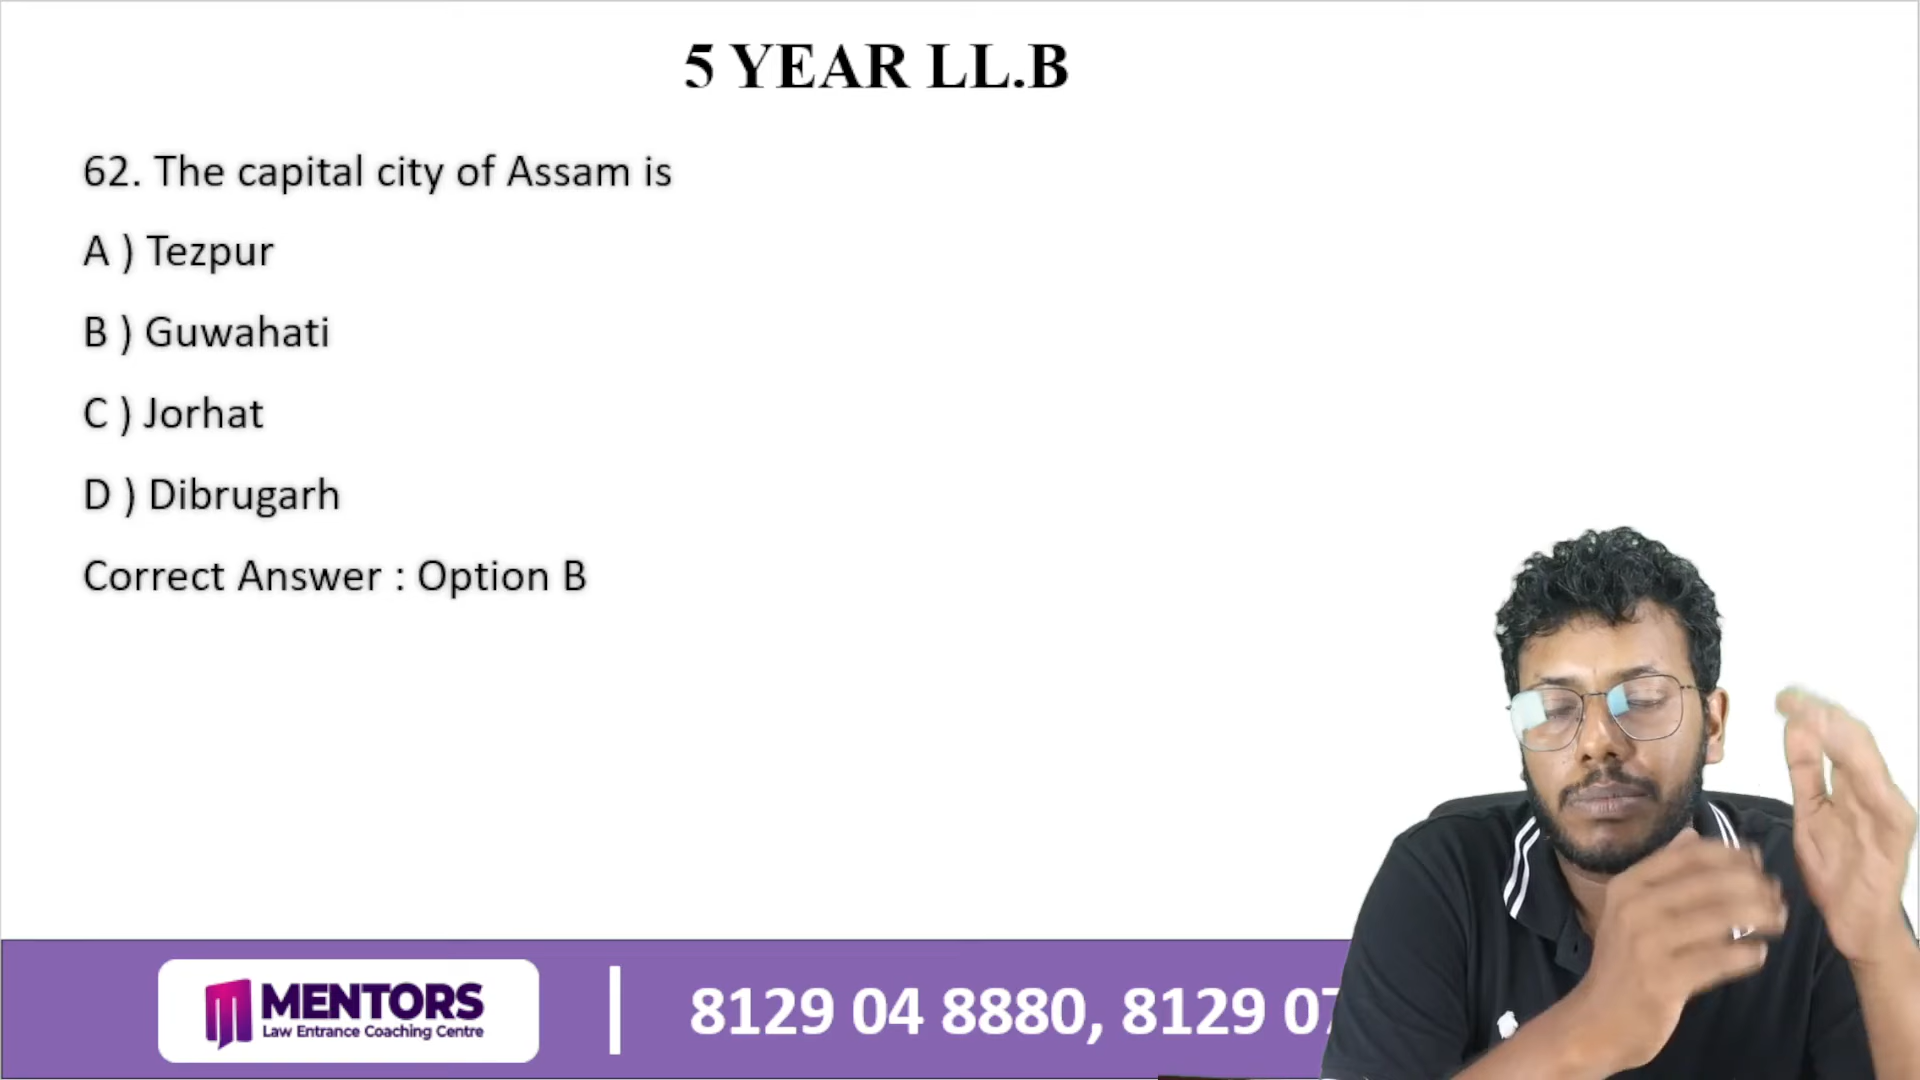 5 YEAR LL.B
62. The capital city of Assam is
A ) Tezpur
B ) Guwahati
C ) Jorhat
D ) Dibrugarh
Correct Answer : Option B
MENTORS
Law Entrance Coaching Centre
8129 04 8880, 8129 07